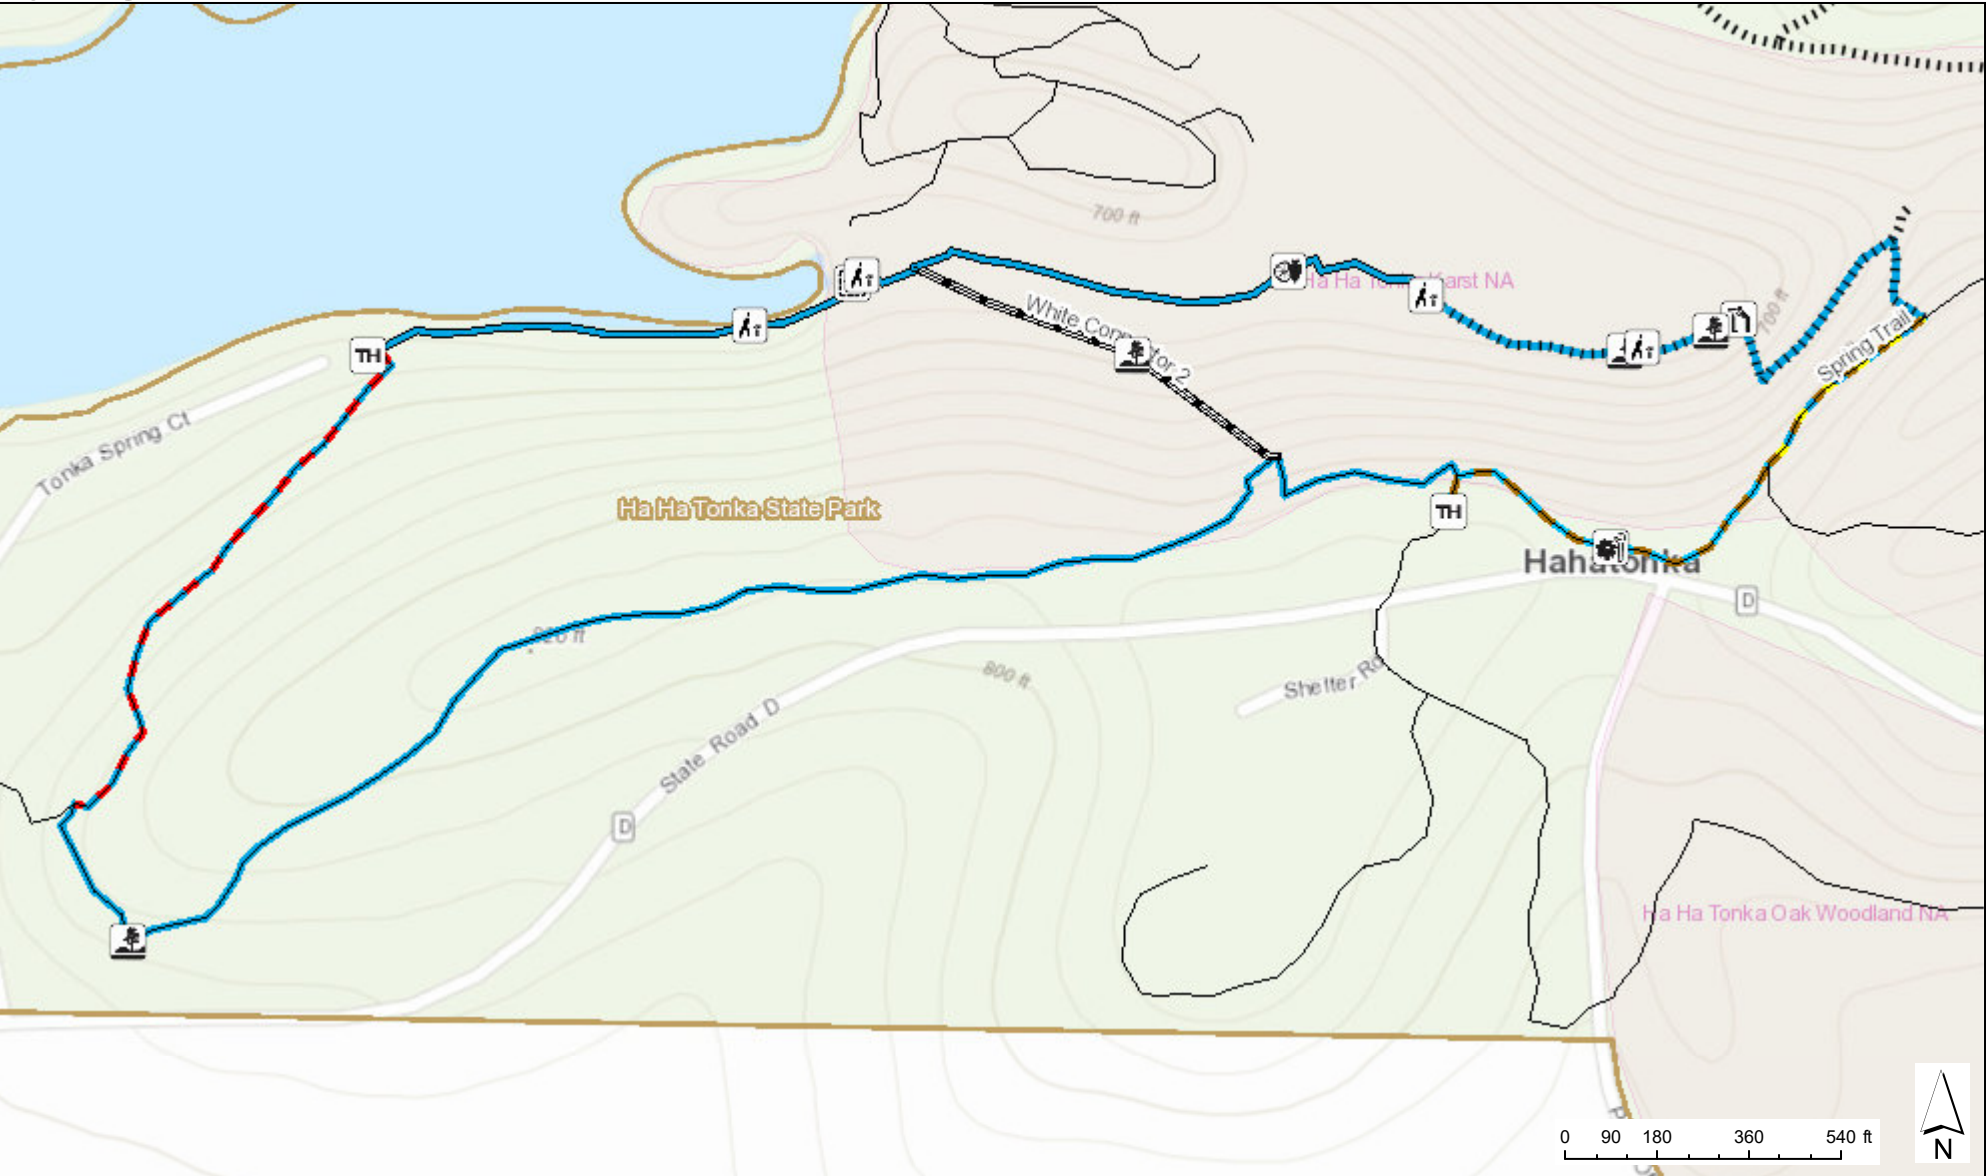 700 ft
Ha Ha Tonka Karst NA
TH
White Connector 2
700 ft
Spring Trail
Tonka Spring Ct
Ha Ha Tonka State Park
TH
Hahatonka
D
820 ft
800 ft
Shelter Rd
State Road D
D
Ha Ha Tonka Oak Woodland NA
0 90 180 360 540 ft
N